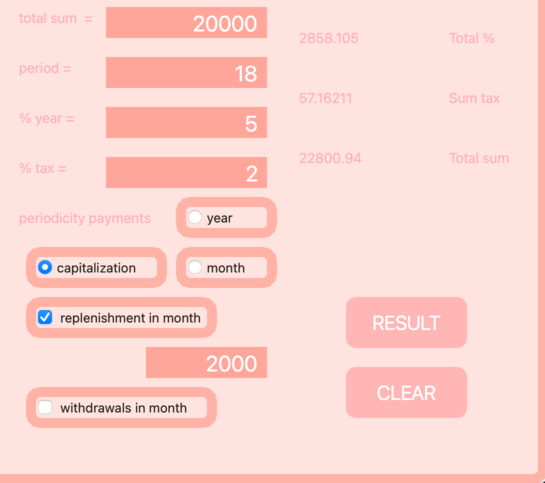 total sum = 20000
2858.105 Total %
period = 18
57.16211 Sum tax
% year = 5
22800.94 Total sum
% tax = 2
periodicity payments year
capitalization month
replenishment in month
RESULT
2000
CLEAR
withdrawals in month